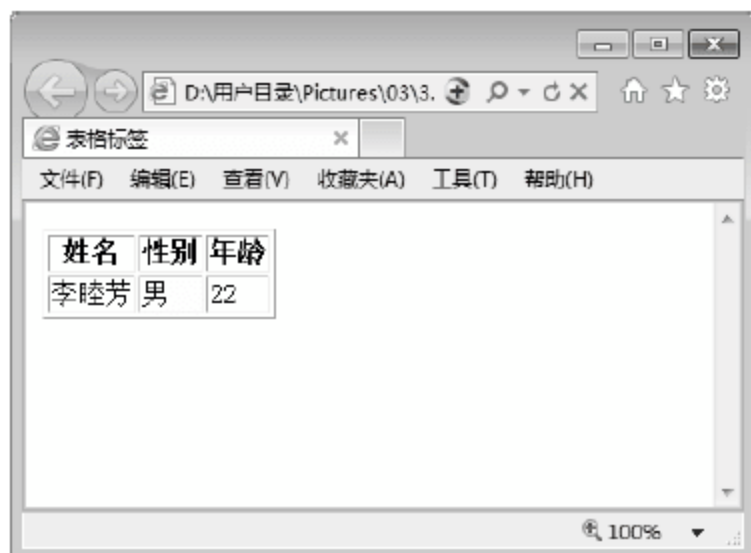 D:\用户目录\Pictures\03\3.
表格标签
文件(F) 编辑(E) 查看(V) 收藏夹(A) 工具(T) 帮助(H)
姓名 性别 年龄
李睦芳 男 22
100%